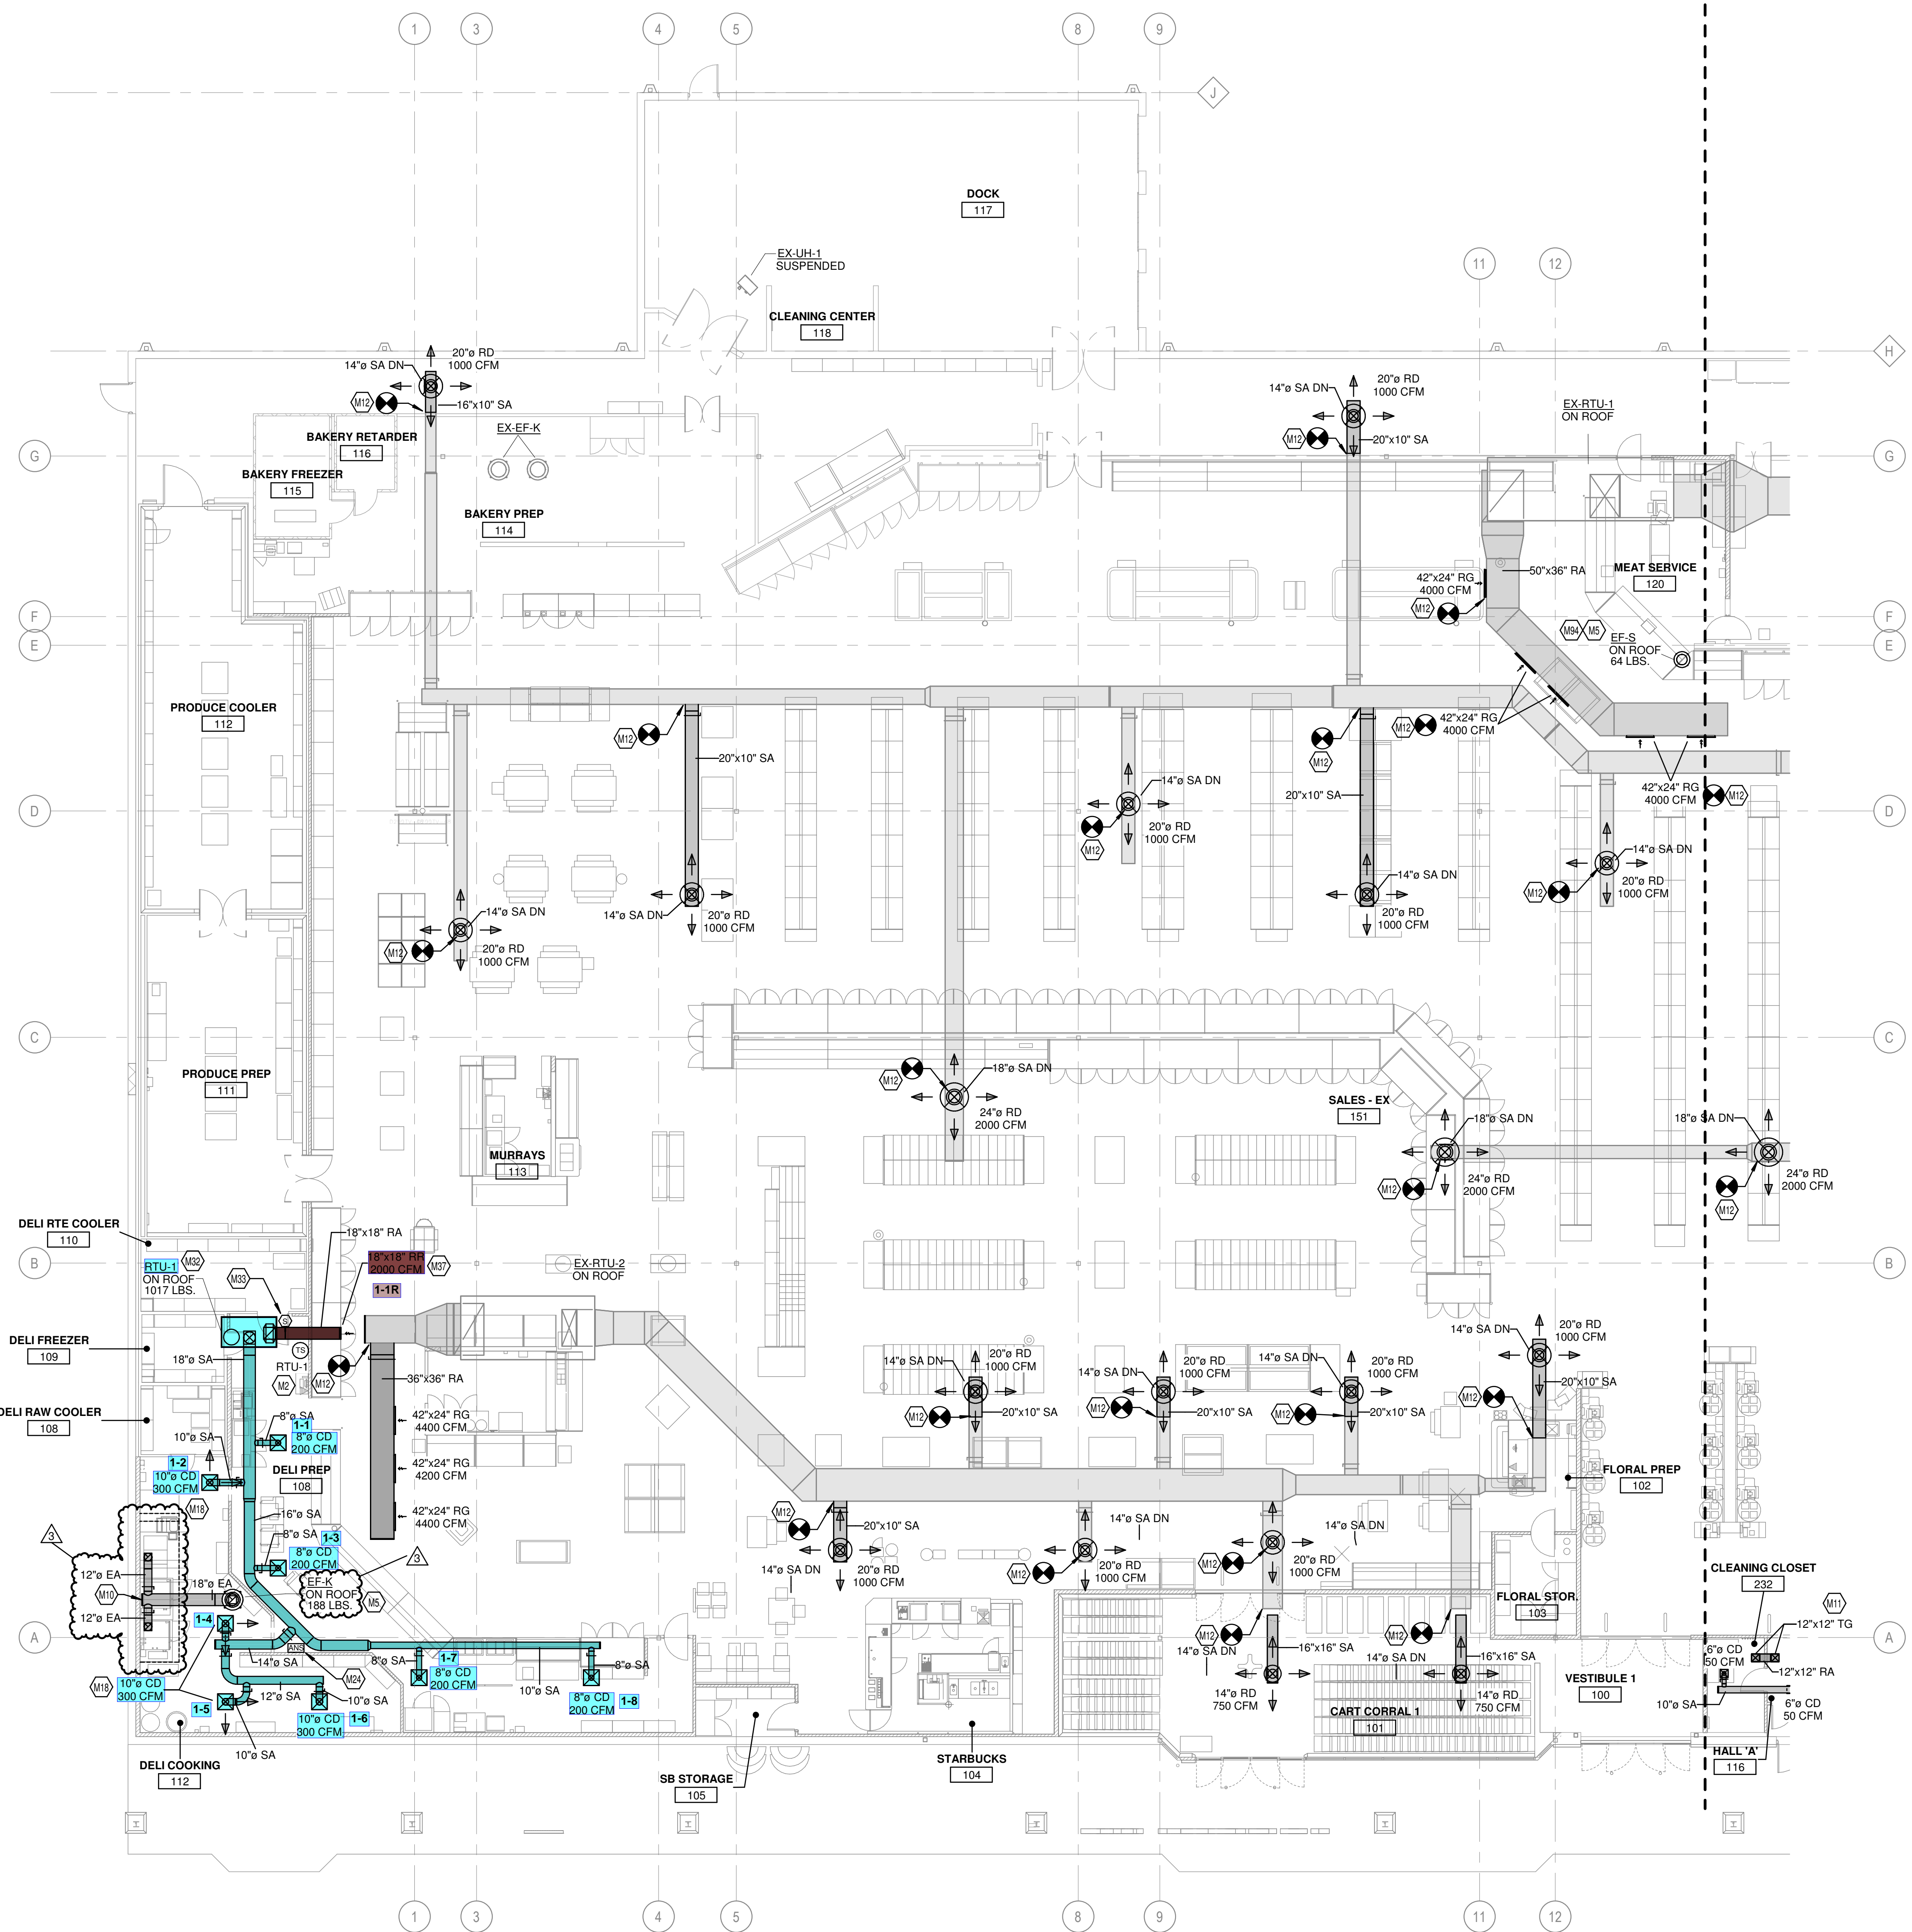 1
3
4
5
8
9
J
DOCK
117
EX-UH-1
SUSPENDED
11
12
CLEANING CENTER
118
H
20"ø RD
1000 CFM
14"ø SA DN
M12
16"x10" SA
20"ø RD
1000 CFM
14"ø SA DN
M12
20"x10" SA
EX-RTU-1
ON ROOF
G
BAKERY RETARDER
116
EX-EF-K
G
BAKERY FREEZER
115
BAKERY PREP
114
50"x36" RA
MEAT SERVICE
120
42"x24" RG
4000 CFM
M12
F
F
M94
M5
EF-S
ON ROOF
64 LBS.
E
E
PRODUCE COOLER
112
M12
20"x10" SA
M12
M12
42"x24" RG
4000 CFM
14"ø SA DN
20"x10" SA
42"x24" RG
4000 CFM
M12
D
D
20"ø RD
1000 CFM
M12
14"ø SA DN
M12
20"ø RD
1000 CFM
14"ø SA DN
20"ø RD
1000 CFM
14"ø SA DN
20"ø RD
1000 CFM
14"ø SA DN
M12
20"ø RD
1000 CFM
C
C
PRODUCE PREP
111
M12
18"ø SA DN
24"ø RD
2000 CFM
SALES - EX
151
18"ø SA DN
M12
24"ø RD
2000 CFM
18"ø SA DN
24"ø RD
2000 CFM
M12
MURRAYS
113
DELI RTE COOLER
110
18"x18" RA
B
B
RTU-1
M32
ON ROOF
1017 LBS.
M33
S
18"x18" RR
2000 CFM
M37
1-1R
EX-RTU-2
ON ROOF
DELI FREEZER
109
18"ø SA
TS
RTU-1
M2
M12
36"x36" RA
14"ø SA DN
20"ø RD
1000 CFM
14"ø SA DN
20"ø RD
1000 CFM
14"ø SA DN
20"ø RD
1000 CFM
14"ø SA DN
20"ø RD
1000 CFM
20"x10" SA
M12
M12
20"x10" SA
M12
20"x10" SA
M12
20"x10" SA
DELI RAW COOLER
108
8"ø SA
1-1
8"ø CD
200 CFM
42"x24" RG
4400 CFM
10"ø SA
1-2
10"ø CD
300 CFM
DELI PREP
108
42"x24" RG
4200 CFM
FLORAL PREP
102
M18
16"ø SA
42"x24" RG
4400 CFM
3
8"ø SA
1-3
8"ø CD
200 CFM
3
M12
20"x10" SA
20"ø RD
1000 CFM
14"ø SA DN
14"ø SA DN
M12
20"ø RD
1000 CFM
14"ø SA DN
M12
20"ø RD
1000 CFM
12"ø EA
M10
18"ø EA
12"ø EA
EF-K
ON ROOF
188 LBS.
M5
1-4
CLEANING CLOSET
232
M11
FLORAL STOR.
103
A
A
14"ø SA
ANS
M24
8"ø SA
1-7
8"ø CD
200 CFM
10"ø SA
8"ø SA
M12
14"ø SA DN
16"x16" SA
M12
14"ø SA DN
16"x16" SA
12"x12" TG
6"ø CD
50 CFM
12"x12" RA
M18
10"ø CD
300 CFM
1-5
12"ø SA
10"ø SA
10"ø CD
300 CFM
1-6
8"ø CD
200 CFM
1-8
14"ø RD
750 CFM
14"ø RD
750 CFM
VESTIBULE 1
100
10"ø SA
6"ø CD
50 CFM
CART CORRAL 1
101
10"ø SA
DELI COOKING
112
SB STORAGE
105
STARBUCKS
104
HALL 'A'
116
1
3
4
5
8
9
11
12